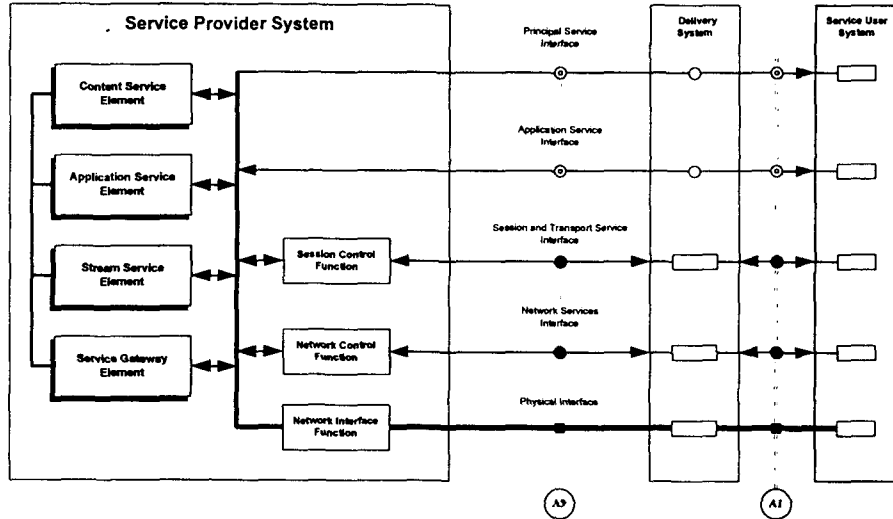 Service Provider System
Principal Service
Interface
Delivery
System
Service User
System
Content Service
Element
Application Service
Interface
Application Service
Element
Session and Transport Service
Interface
Stream Service
Element
Session Control
Function
Network Services
Interface
Service Gateway
Element
Network Control
Function
Physical Interface
Network Interface
Function
A9
A1